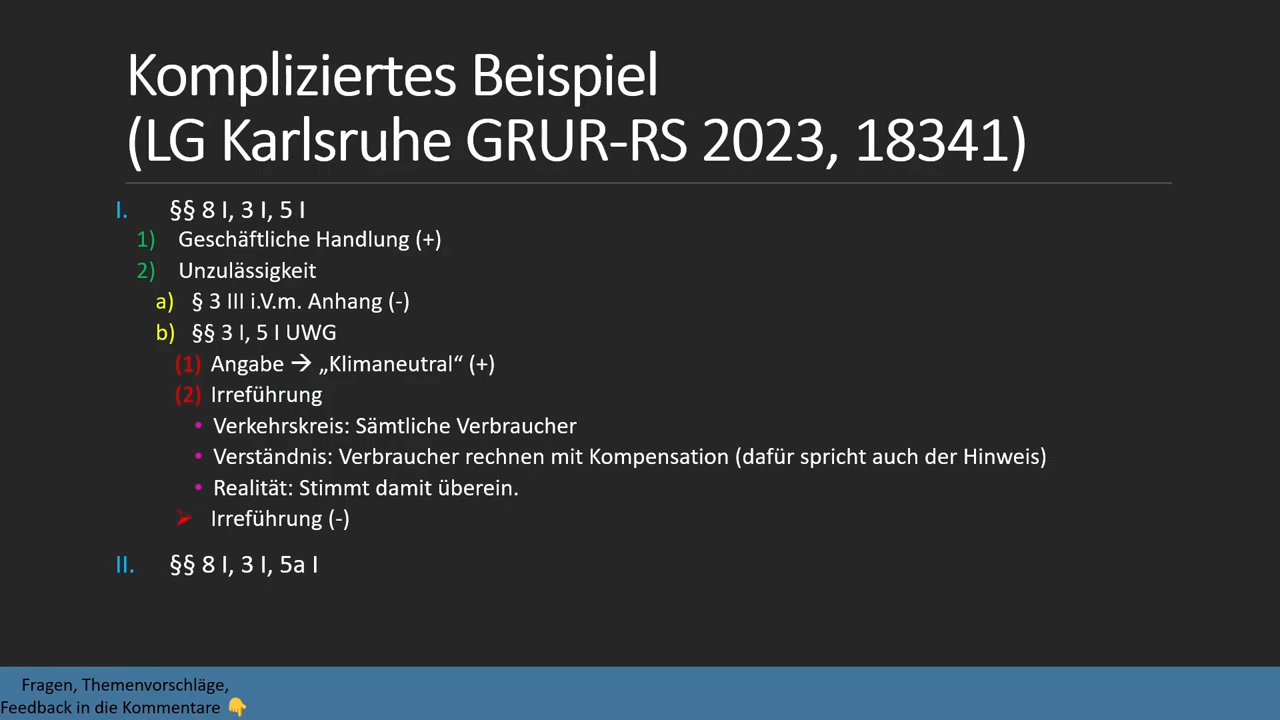 Kompliziertes Beispiel
(LG Karlsruhe GRUR-RS 2023, 18341)
I. §§ 8 I, 3 I, 5 I
1) Geschäftliche Handlung (+)
2) Unzulässigkeit
a) § 3 III i.V.m. Anhang (-)
b) §§ 3 I, 5 I UWG
(1) Angabe → „Klimaneutral“ (+)
(2) Irreführung
• Verkehrskreis: Sämtliche Verbraucher
• Verständnis: Verbraucher rechnen mit Kompensation (dafür spricht auch der Hinweis)
• Realität: Stimmt damit überein.
➢ Irreführung (-)
II. §§ 8 I, 3 I, 5a I
Fragen, Themenvorschläge,
Feedback in die Kommentare 👇